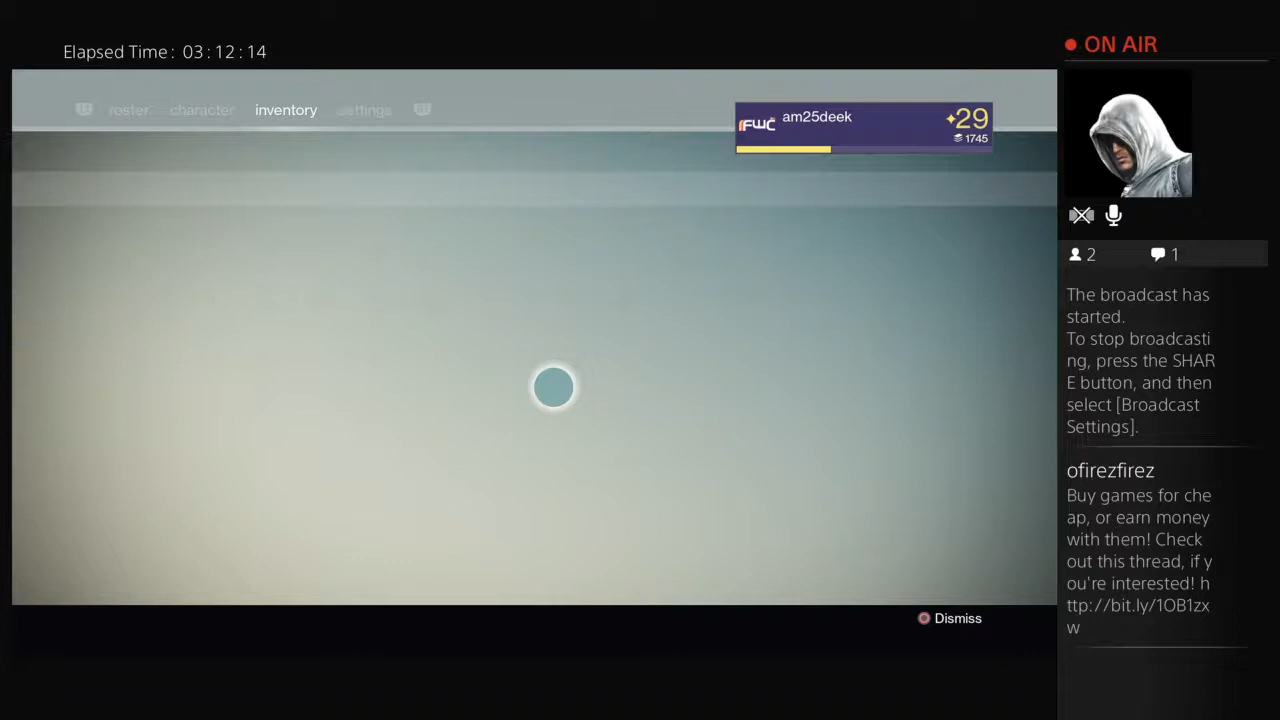 Elapsed Time: 03:12:14
ON AIR
roster character inventory settings
FWC am25deek 29
1745
2 1
The broadcast has
started.
To stop broadcasti
ng, press the SHAR
E button, and then
select [Broadcast
Settings].
ofirezfirez
Buy games for che
ap, or earn money
with them! Check
out this thread, if y
ou're interested! h
ttp://bit.ly/1OB1zx
w
Dismiss